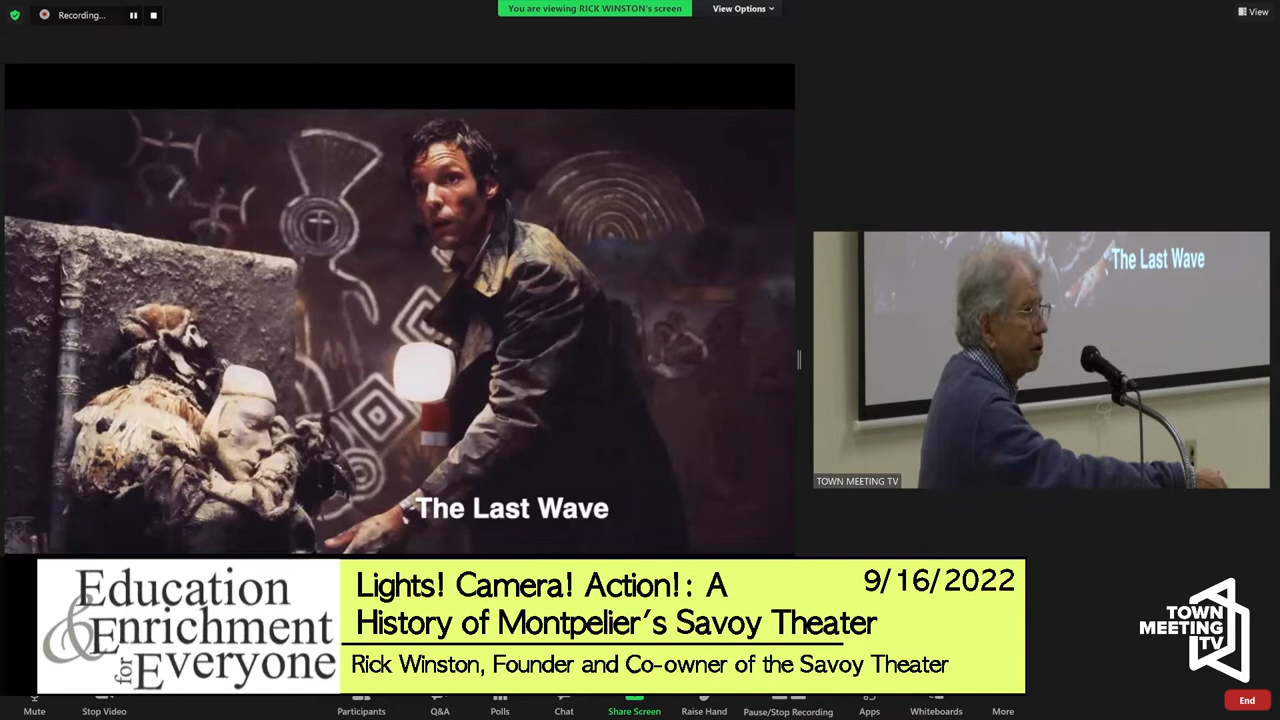 Recording...
You are viewing RICK WINSTON's screen
View Options
View
The Last Wave
The Last Wave
TOWN MEETING TV
Education
& Enrichment
for Everyone
Lights! Camera! Action!: A
History of Montpelier's Savoy Theater
9/16/2022
Rick Winston, Founder and Co-owner of the Savoy Theater
TOWN
MEETING
TV
Mute
Stop Video
Participants
Q&A
Polls
Chat
Share Screen
Raise Hand
Pause/Stop Recording
Apps
Whiteboards
More
End